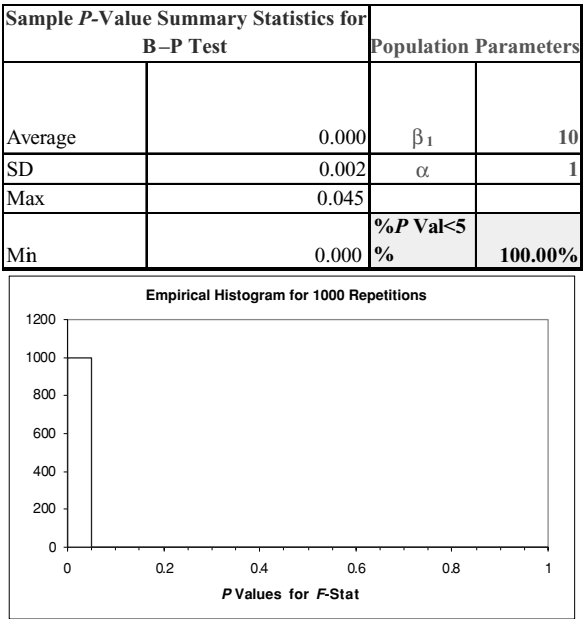 Sample P-Value Summary Statistics for
B–P Test
Population Parameters
Average 0.000 β1 10
SD 0.002 α 1
Max 0.045
%P Val<5
Min 0.000 % 100.00%
Empirical Histogram for 1000 Repetitions
1200
1000
800
600
400
200
0
0 0.2 0.4 0.6 0.8 1
P Values for F-Stat